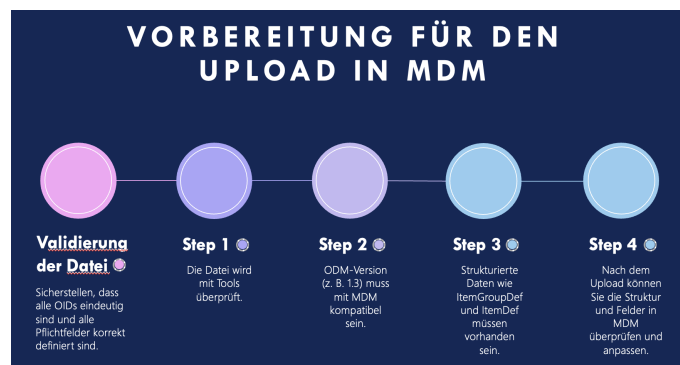 VORBEREITUNG FÜR DEN
UPLOAD IN MDM
Validierung
der Datei
Sicherstellen, dass
alle OIDs eindeutig
sind und alle
Pflichtfelder korrekt
definiert sind.
Step 1
Die Datei wird
mit Tools
überprüft.
Step 2
ODM-Version
(z. B. 1.3) muss
mit MDM
kompatibel
sein.
Step 3
Strukturierte
Daten wie
ItemGroupDef
und ItemDef
müssen
vorhanden
sein.
Step 4
Nach dem
Upload können
Sie die Struktur
und Felder in
MDM
überprüfen und
anpassen.